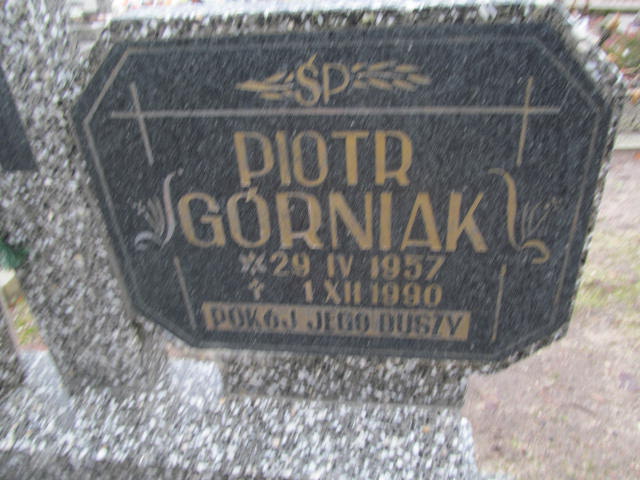 ŚP
PIOTR
GÓRNIAK
* 29 IV 1957
† 1 XII 1990
POKÓJ JEGO DUSZY